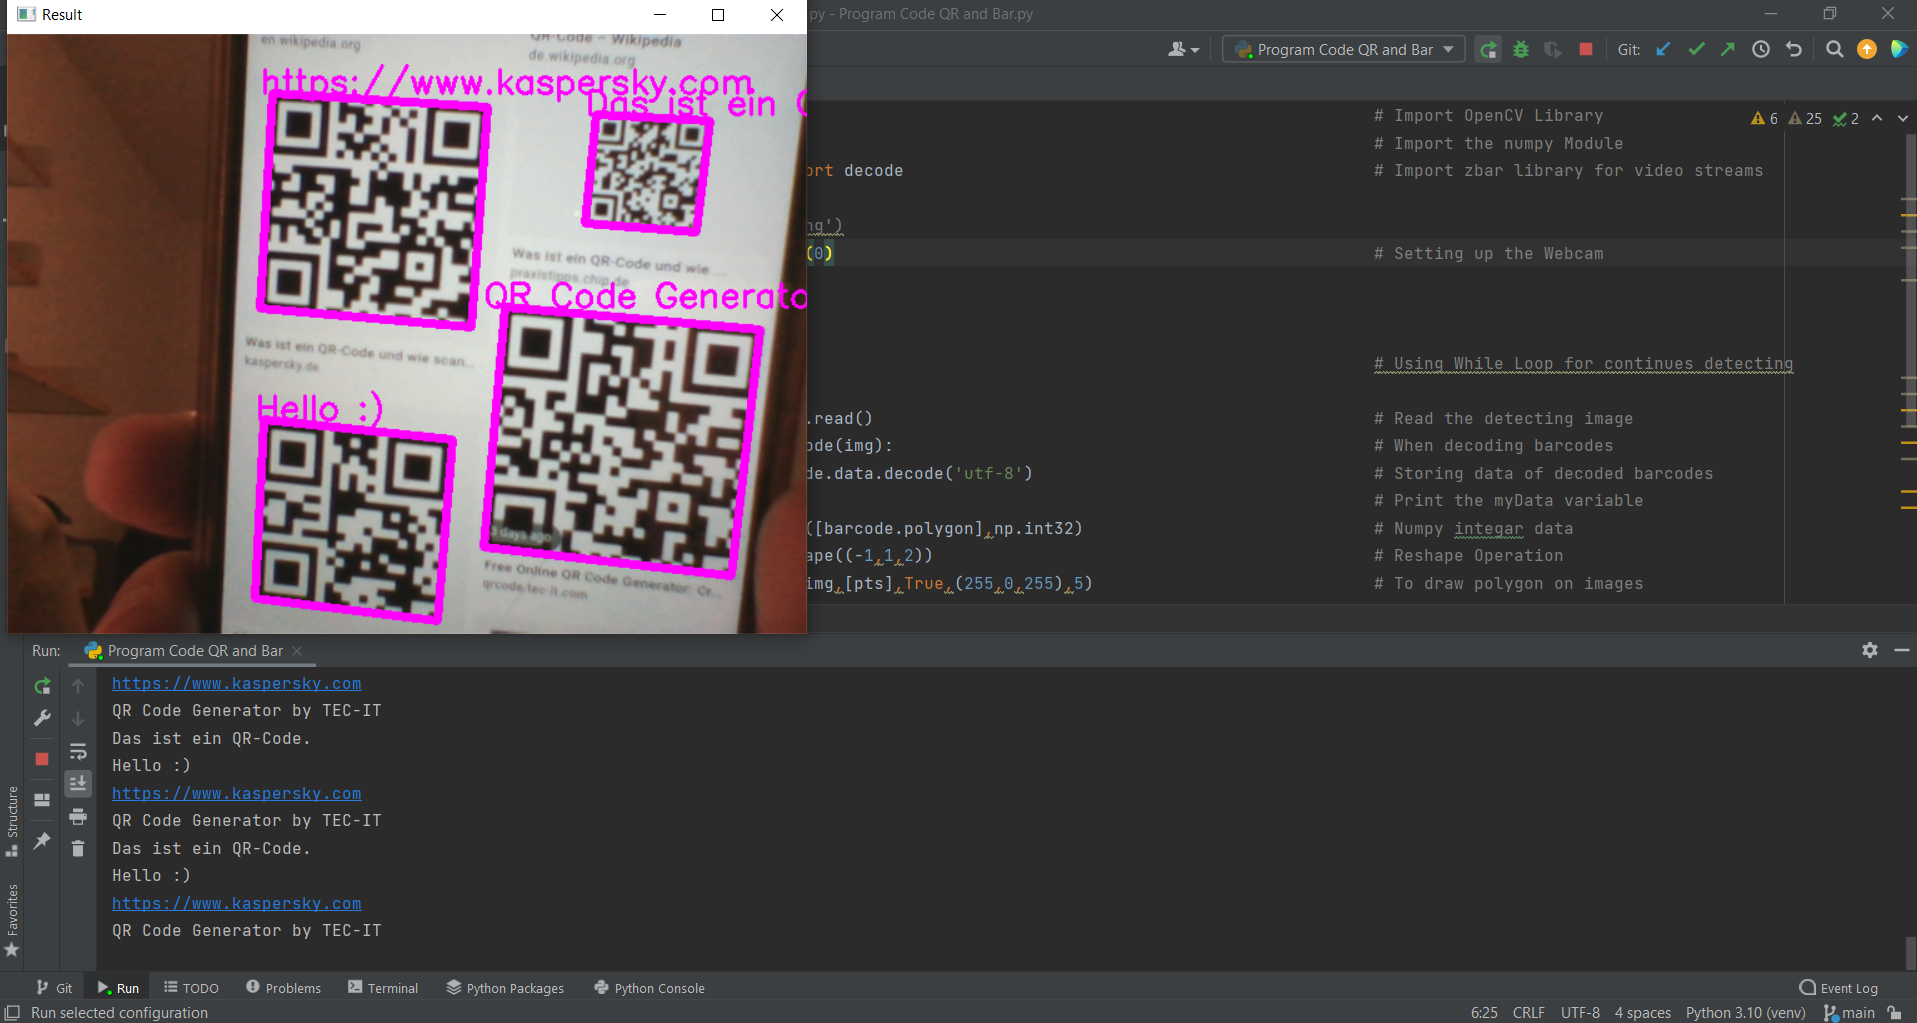 Result
py - Program Code QR and Bar.py
Program Code QR and Bar
Git:
en.wikipedia.org
QR-Code – Wikipedia
de.wikipedia.org
https://www.kaspersky.com
Das ist ein
Was ist ein QR-Code und wie ...
praxistipps.chip.de
QR Code Generato
Was ist ein QR-Code und wie scan...
kaspersky.de
Hello :)
3 days ago
Free Online QR Code Generator: Cr...
qrcode.tec-it.com
6 25 2
# Import OpenCV Library
# Import the numpy Module
ort decode # Import zbar library for video streams
ng')
(0) # Setting up the Webcam
# Using While Loop for continues detecting
.read() # Read the detecting image
ode(img): # When decoding barcodes
de.data.decode('utf-8') # Storing data of decoded barcodes
# Print the myData variable
([barcode.polygon],np.int32) # Numpy integar data
ape((-1,1,2)) # Reshape Operation
img,[pts],True,(255,0,255),5) # To draw polygon on images
Run: Program Code QR and Bar
https://www.kaspersky.com
QR Code Generator by TEC-IT
Das ist ein QR-Code.
Hello :)
https://www.kaspersky.com
QR Code Generator by TEC-IT
Das ist ein QR-Code.
Hello :)
https://www.kaspersky.com
QR Code Generator by TEC-IT
Structure
Favorites
Git Run TODO Problems Terminal Python Packages Python Console Event Log
Run selected configuration 6:25 CRLF UTF-8 4 spaces Python 3.10 (venv) main